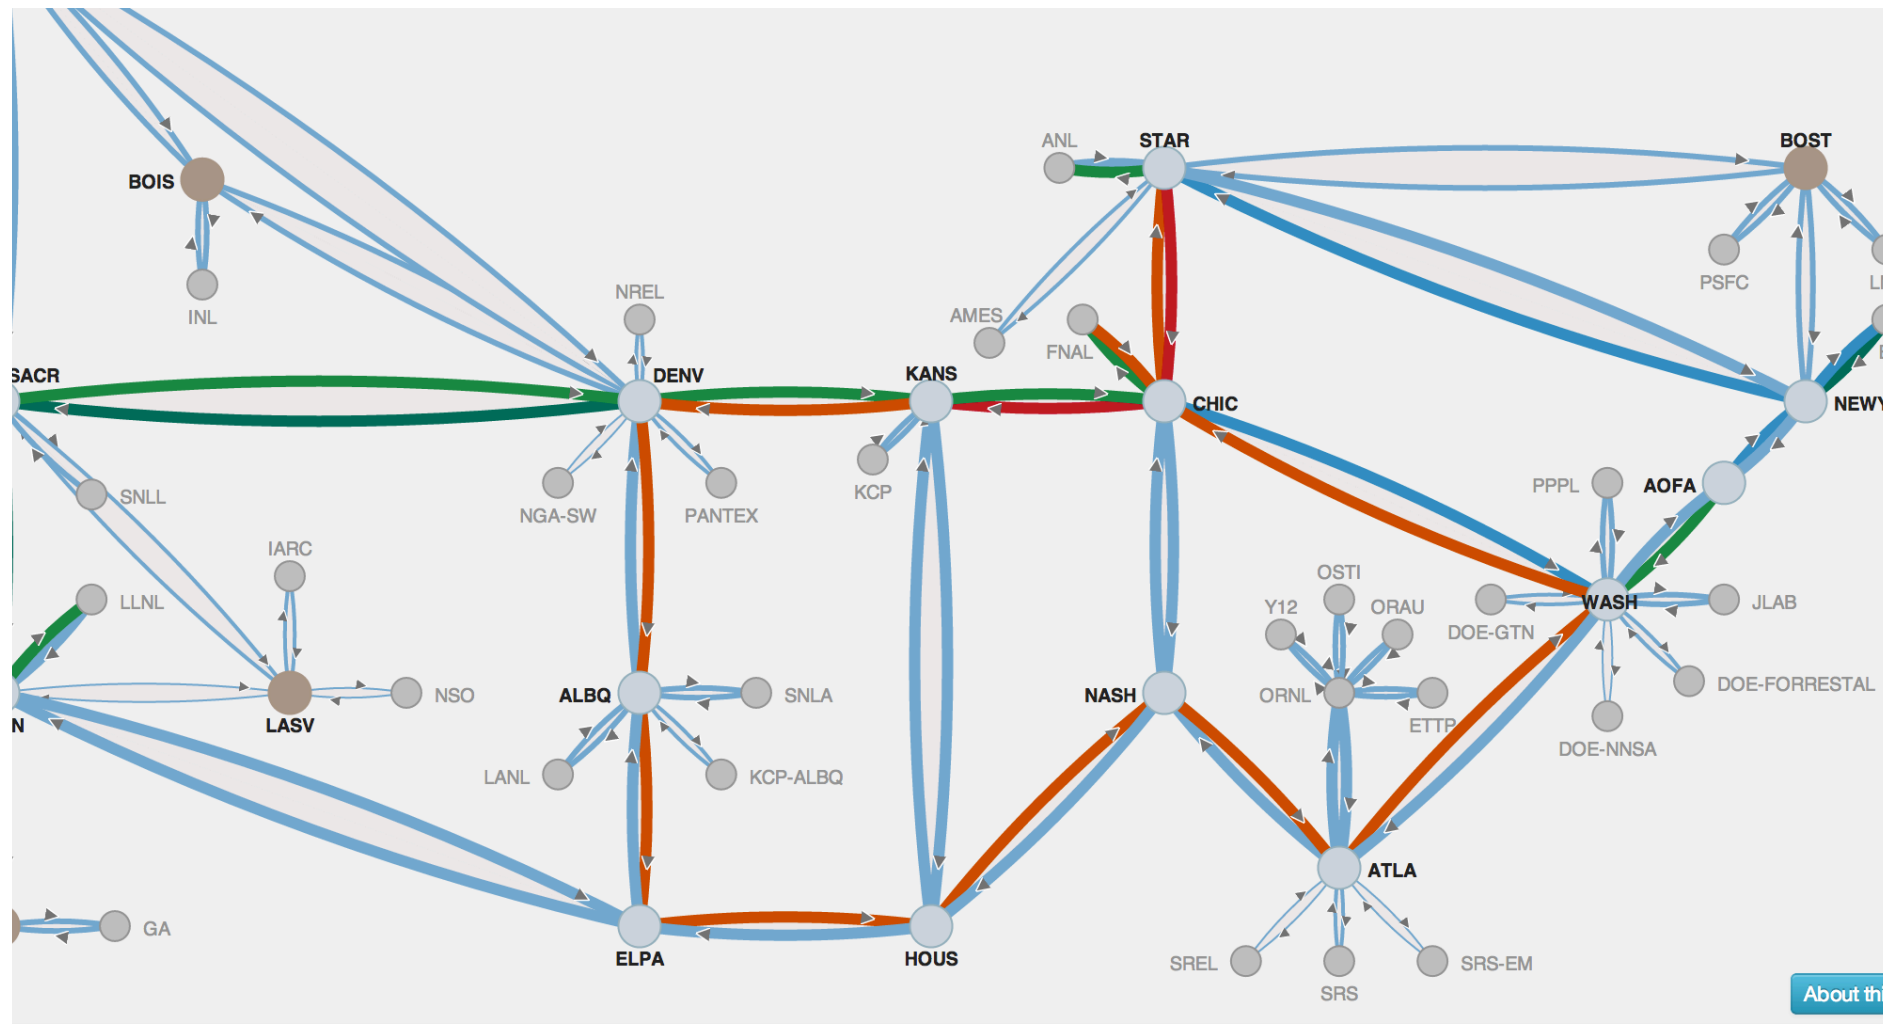 ANL
STAR
BOST
BOIS
PSFC
INL
NREL
AMES
FNAL
SACR
DENV
KANS
CHIC
NEWY
KCP
PPPL
AOFA
SNLL
NGA-SW
PANTEX
IARC
OSTI
LLNL
Y12
ORAU
WASH
JLAB
DOE-GTN
DOE-FORRESTAL
ALBQ
SNLA
NASH
ORNL
NSO
LASV
N
ETTP
DOE-NNSA
LANL
KCP-ALBQ
ATLA
GA
ELPA
HOUS
SREL
SRS-EM
SRS
About thi